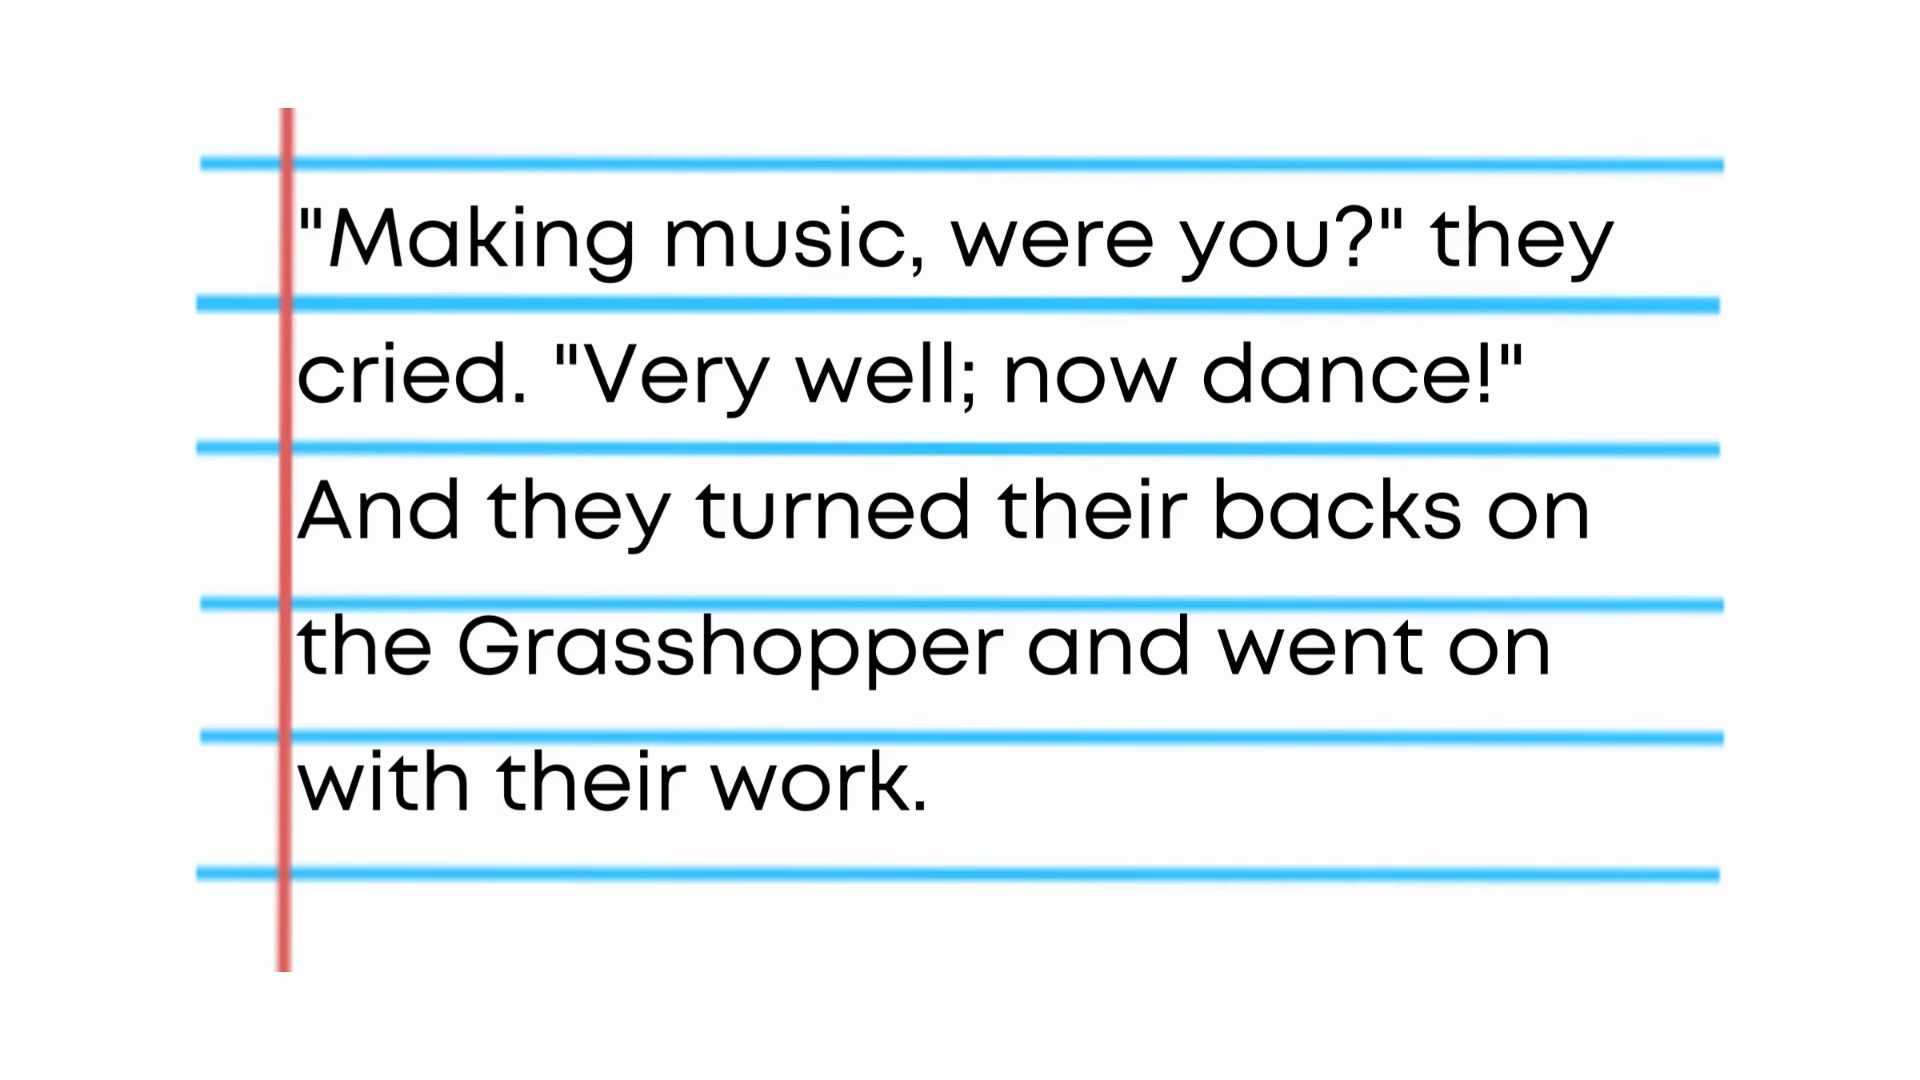 "Making music, were you?" they
cried. "Very well; now dance!"
And they turned their backs on
the Grasshopper and went on
with their work.